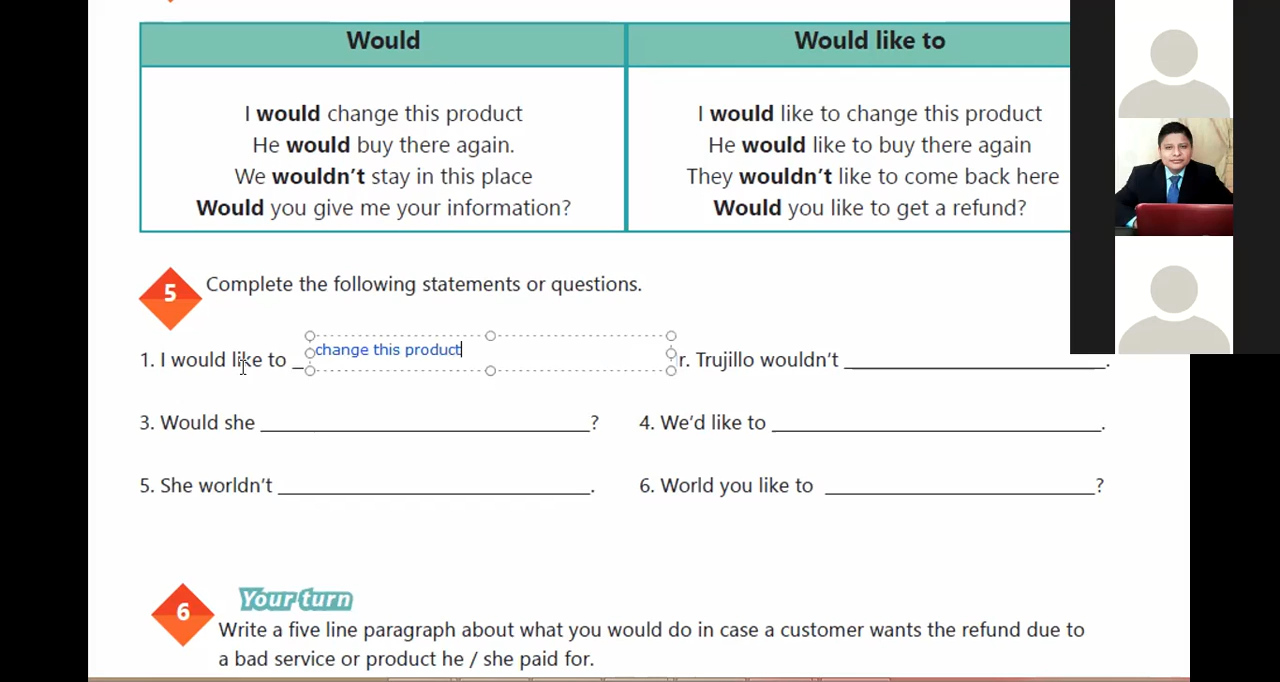 Would
Would like to
I would change this product
He would buy there again.
We wouldn't stay in this place
Would you give me your information?
I would like to change this product
He would like to buy there again
They wouldn't like to come back here
Would you like to get a refund?
5 Complete the following statements or questions.
1. I would like to _ change this product
r. Trujillo wouldn't ________________________.
3. Would she ______________________________?
4. We'd like to ______________________________.
5. She worldn't ____________________________.
6. World you like to ________________________?
6 Your turn
Write a five line paragraph about what you would do in case a customer wants the refund due to
a bad service or product he / she paid for.